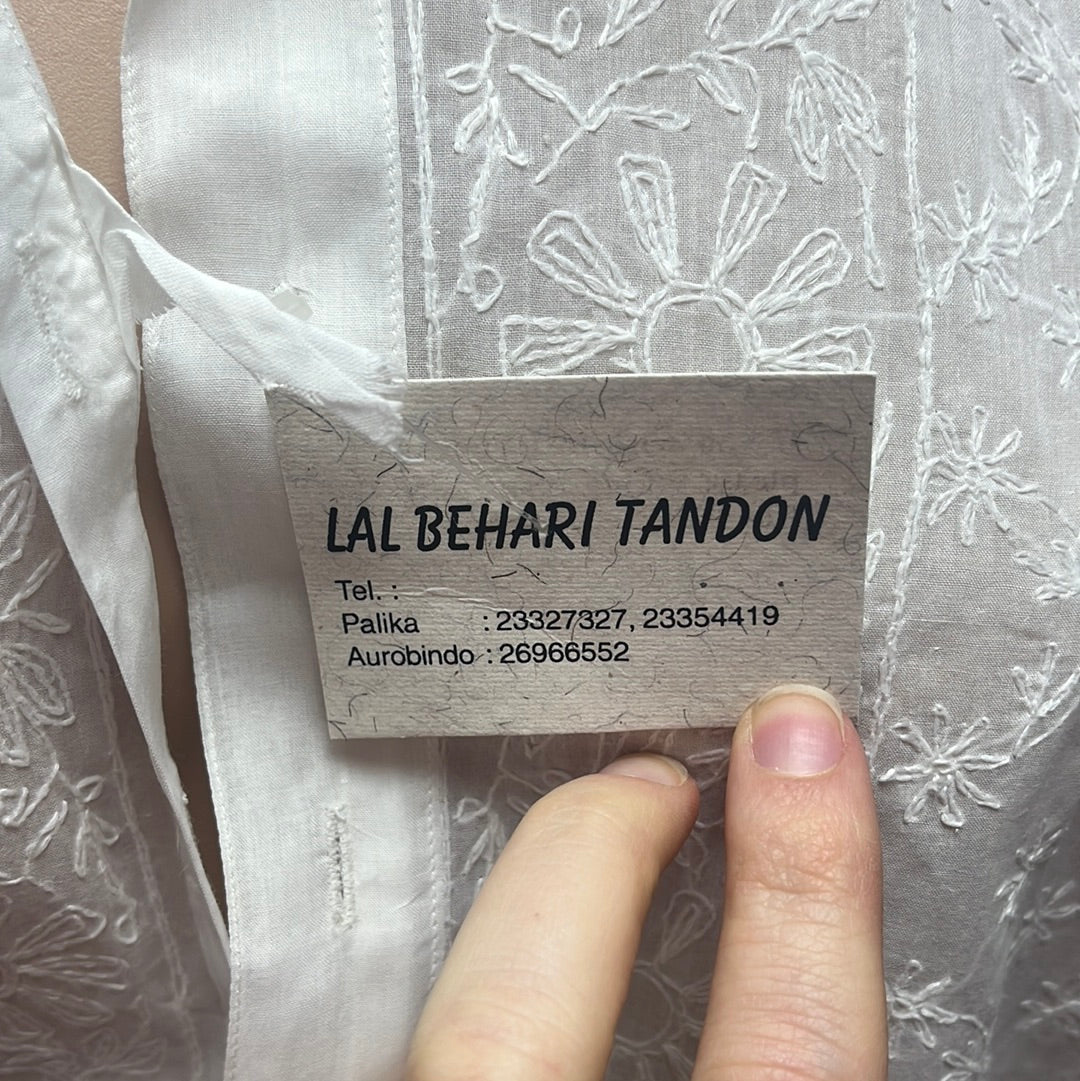 LAL BEHARI TANDON
Tel. :
Palika : 23327327, 23354419
Aurobindo : 26966552